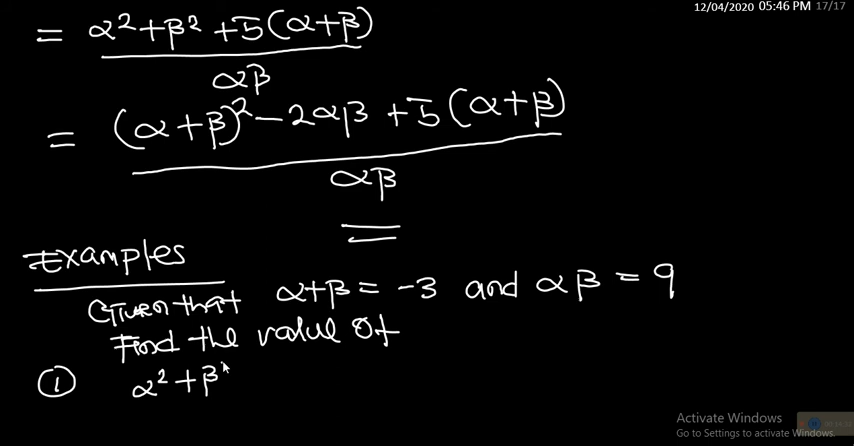 12/04/2020 05:46 PM 17/17
= α² + β² + 5(α+β)
αβ
= (α+β)² − 2αβ + 5(α+β)
αβ
Examples
Given that α+β = −3 and αβ = 9
Find the value of
① α² + β
Activate Windows
Go to Settings to activate Windows.